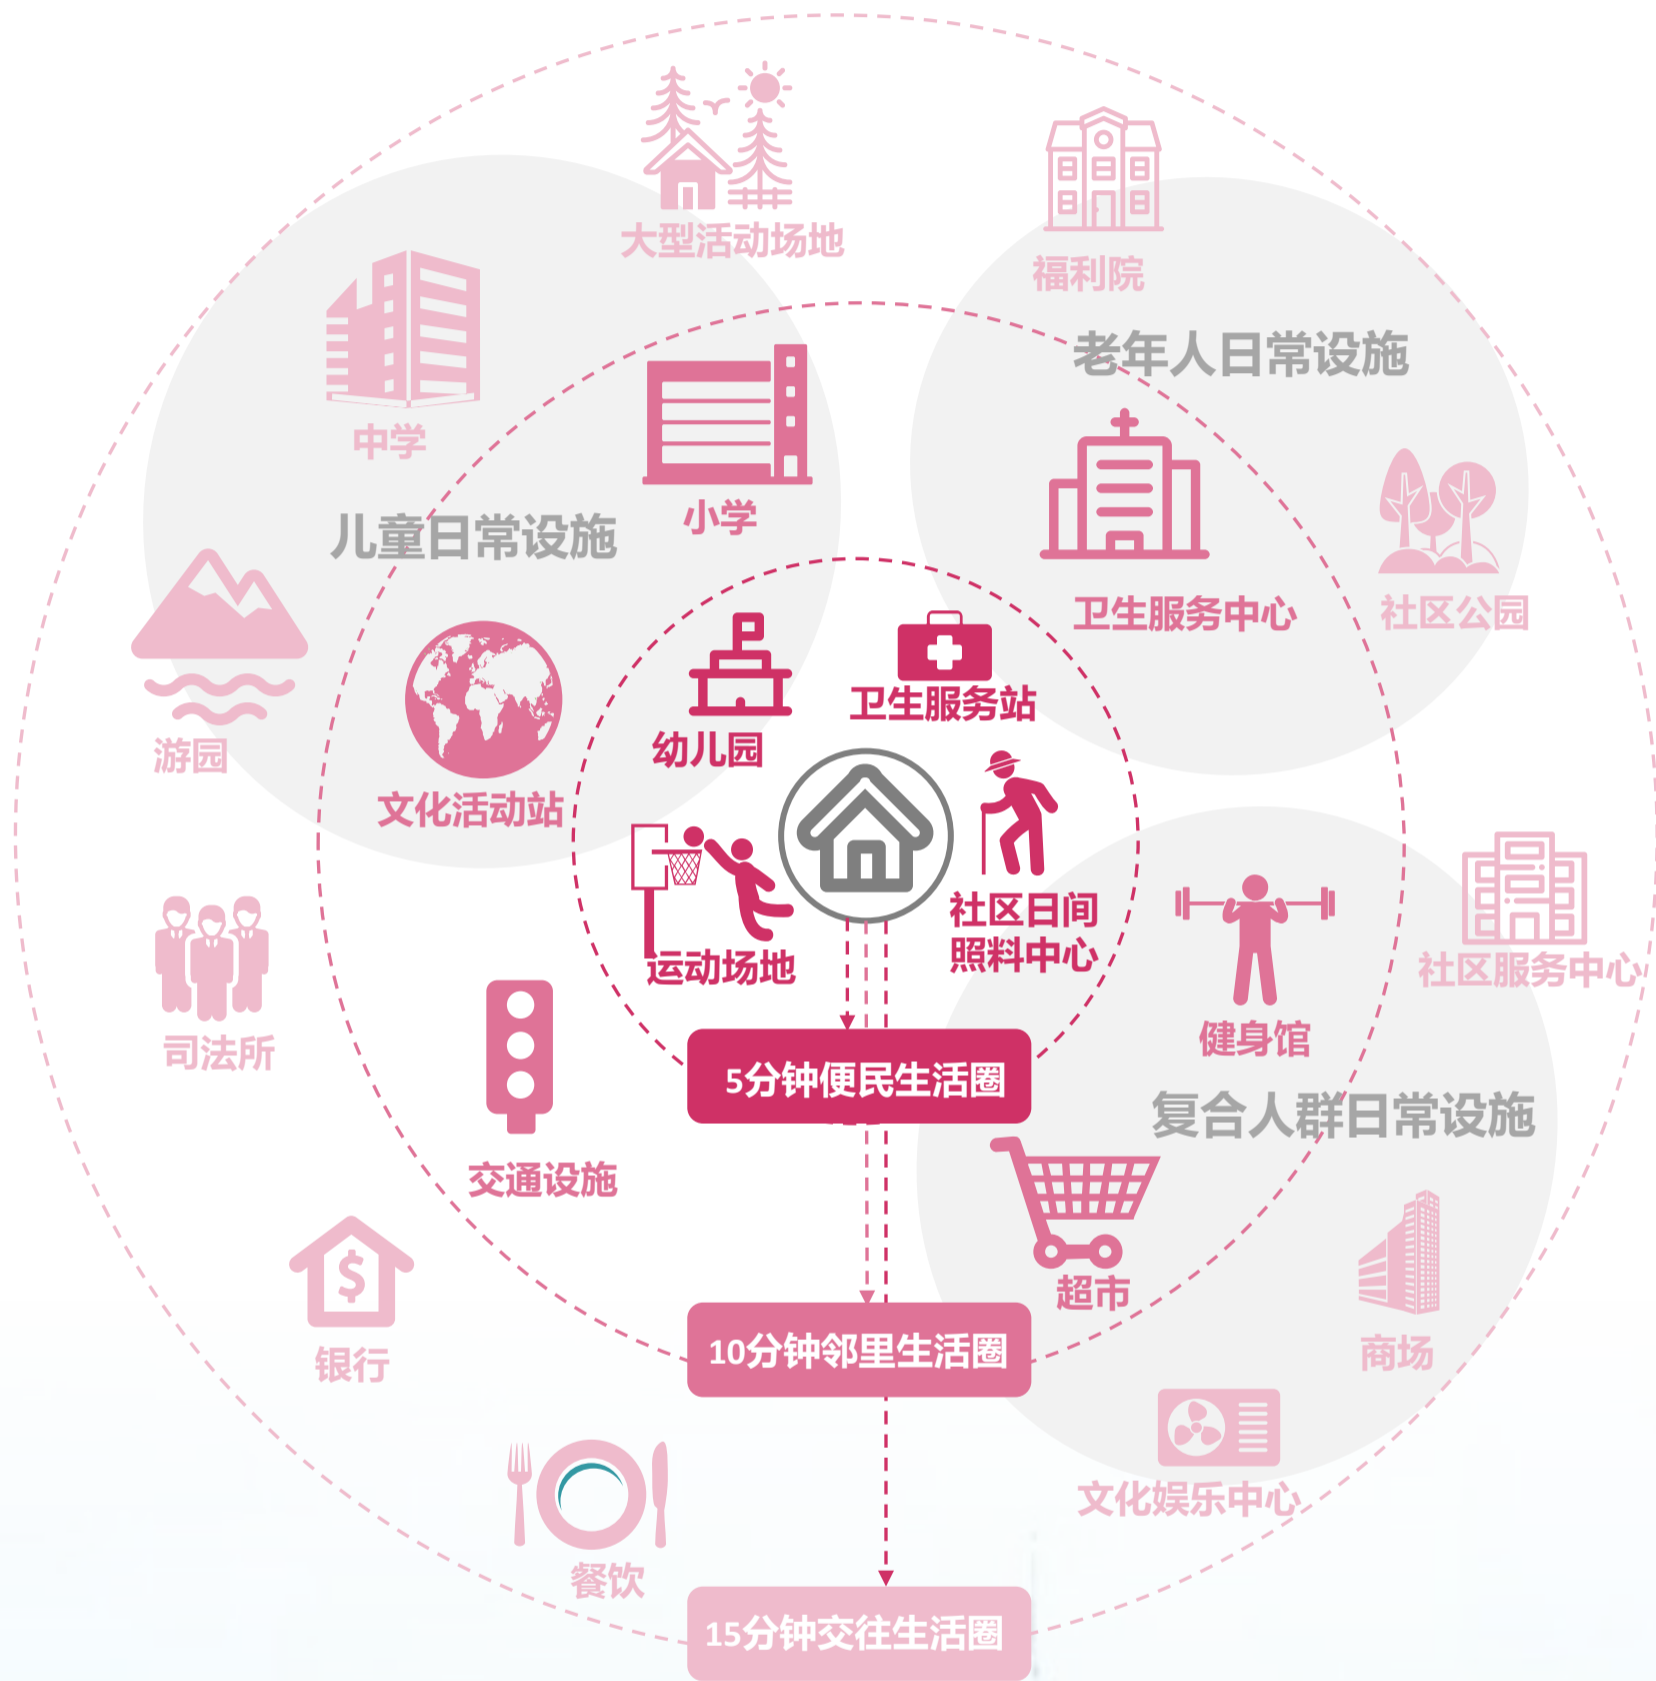 大型活动场地
福利院
老年人日常设施
中学
小学
儿童日常设施
卫生服务中心
社区公园
卫生服务站
幼儿园
游园
文化活动站
社区日间
照料中心
运动场地
社区服务中心
司法所
健身馆
5分钟便民生活圈
复合人群日常设施
交通设施
超市
10分钟邻里生活圈
商场
银行
文化娱乐中心
餐饮
15分钟交往生活圈